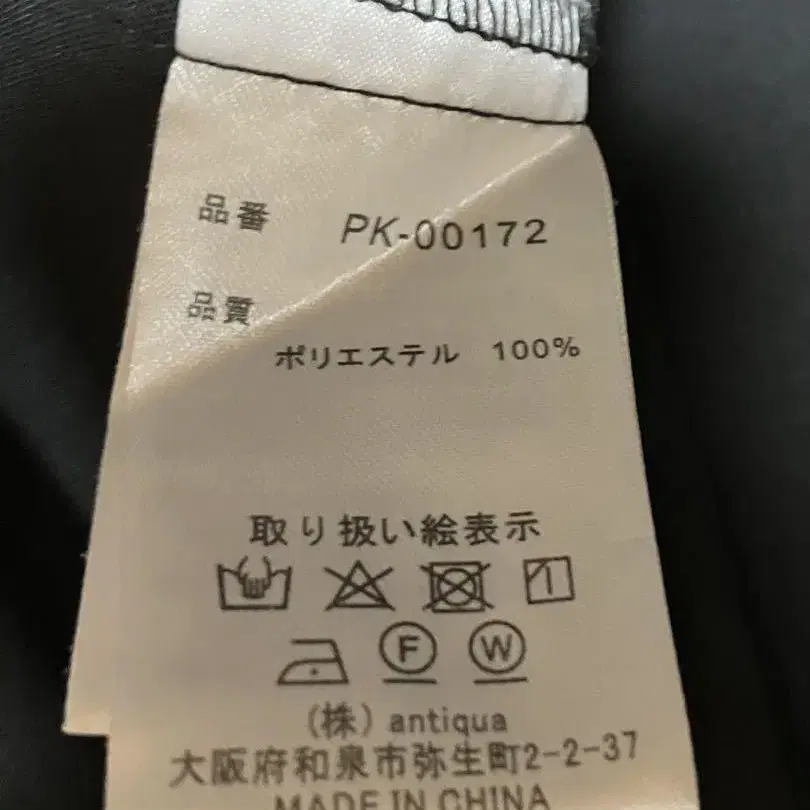 品番 PK-00172
品質
ポリエステル 100%
取り扱い絵表示
F W
(株) antiqua
大阪府和泉市弥生町2-2-37
MADE IN CHINA